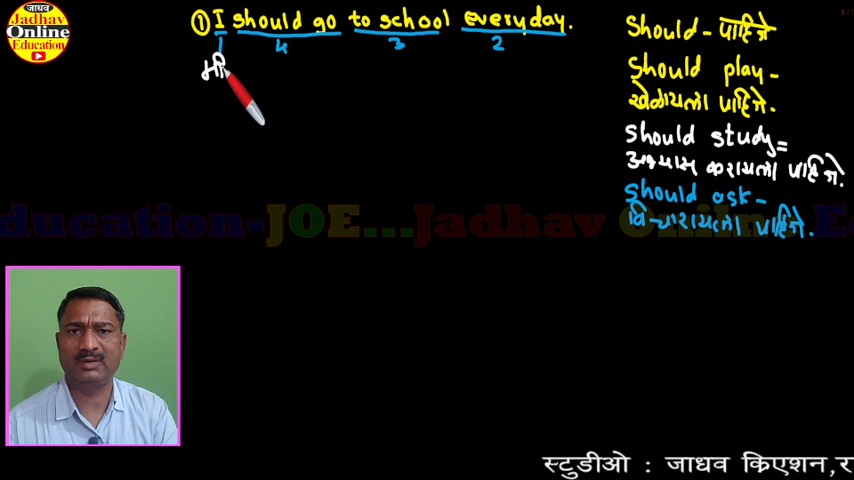 जाधव
Jadhav
Online
Education
① I should go to school everyday.
1 4 3 2
मी
Should - पाहिजे
Should play -
खेळायला पाहिजे.
Should study =
अभ्यास करायला पाहिजे.
Should ask -
विचारायला पाहिजे.
ducation-JOE...Jadhav Online E
स्टुडीओ : जाधव क्रिएशन,र